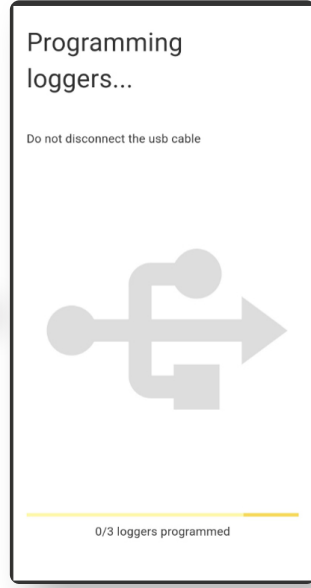 Programming
loggers...
Do not disconnect the usb cable
0/3 loggers programmed